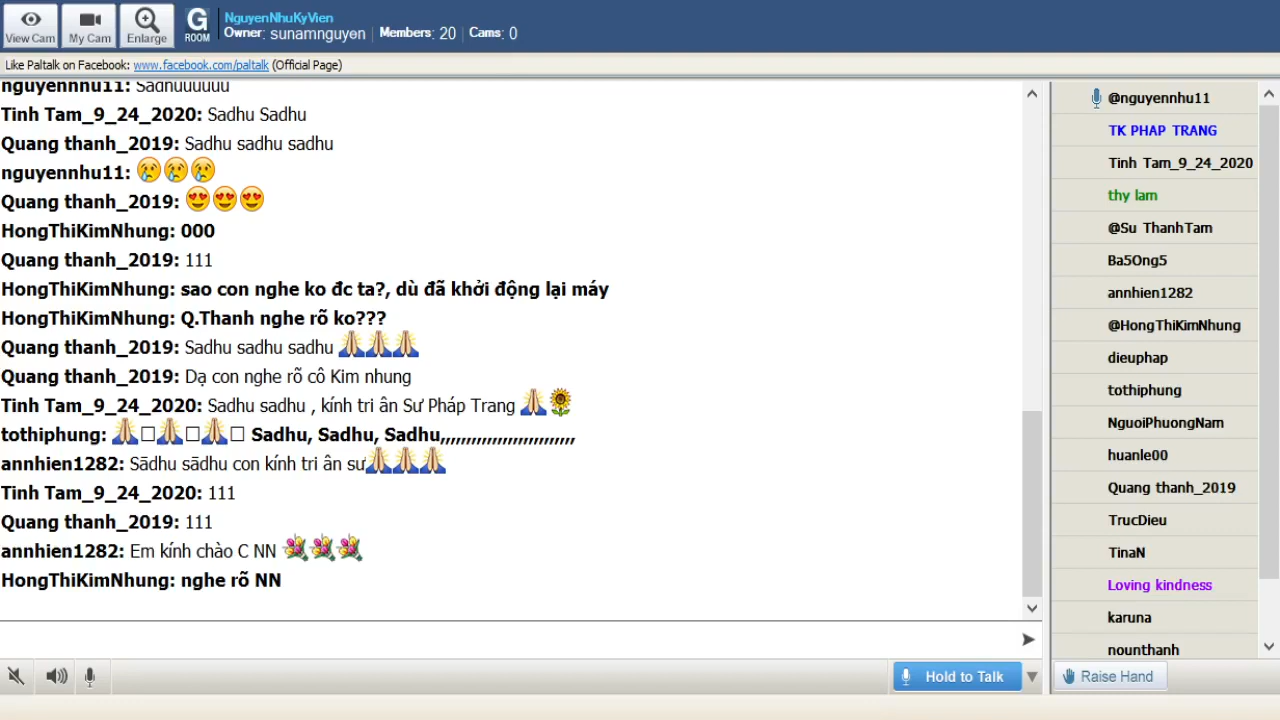 View Cam
My Cam
Enlarge
G
ROOM
NguyenNhuKyVien
Owner: sunamnguyen | Members: 20 | Cams: 0
Like Paltalk on Facebook: www.facebook.com/paltalk (Official Page)
nguyennhu11: Sadhuuuuuu
Tinh Tam_9_24_2020: Sadhu Sadhu
Quang thanh_2019: Sadhu sadhu sadhu
nguyennhu11: 😢😢😢
Quang thanh_2019: 😍😍😍
HongThiKimNhung: 000
Quang thanh_2019: 111
HongThiKimNhung: sao con nghe ko đc ta?, dù đã khởi động lại máy
HongThiKimNhung: Q.Thanh nghe rõ ko???
Quang thanh_2019: Sadhu sadhu sadhu 🙏🙏🙏
Quang thanh_2019: Dạ con nghe rõ cô Kim nhung
Tinh Tam_9_24_2020: Sadhu sadhu , kính tri ân Sư Pháp Trang 🙏🌻
tothiphung: 🙏□🙏□🙏□ Sadhu, Sadhu, Sadhu,,,,,,,,,,,,,,,,,,,,,,,,,,
annhien1282: Sādhu sādhu con kính tri ân sư🙏🙏🙏
Tinh Tam_9_24_2020: 111
Quang thanh_2019: 111
annhien1282: Em kính chào C NN 💐💐💐
HongThiKimNhung: nghe rõ NN
Hold to Talk
@nguyennhu11
TK PHAP TRANG
Tinh Tam_9_24_2020
thy lam
@Su ThanhTam
Ba5Ong5
annhien1282
@HongThiKimNhung
dieuphap
tothiphung
NguoiPhuongNam
huanle00
Quang thanh_2019
TrucDieu
TinaN
Loving kindness
karuna
nounthanh
Raise Hand